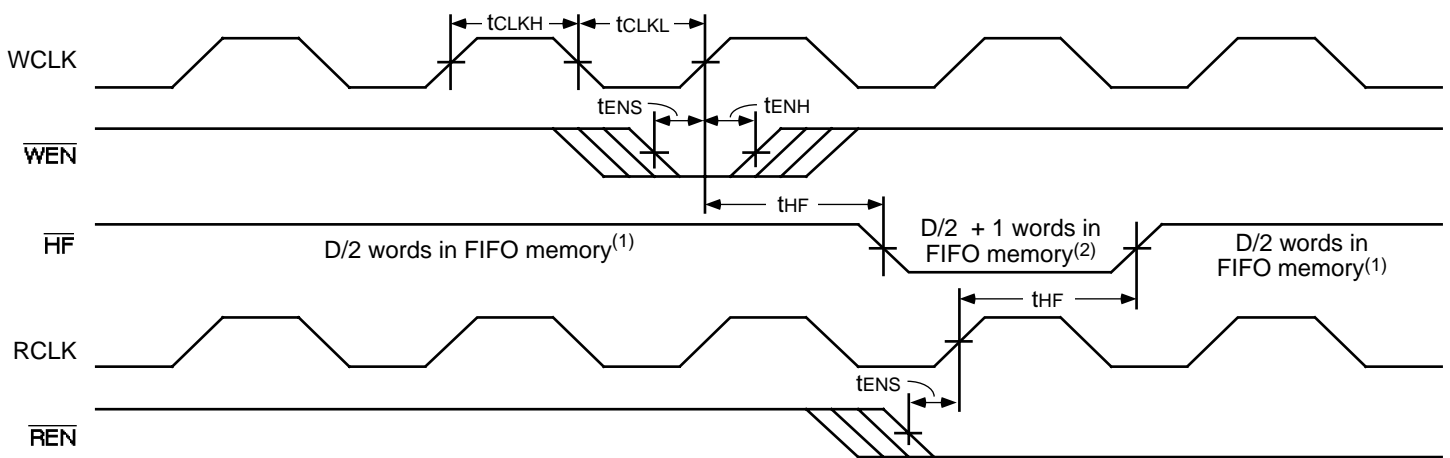 tCLKH
tCLKL
WCLK
tENS
tENH
WEN
tHF
HF
D/2 words in FIFO memory(1)
D/2 + 1 words in
FIFO memory(2)
D/2 words in
FIFO memory(1)
tHF
RCLK
tENS
REN